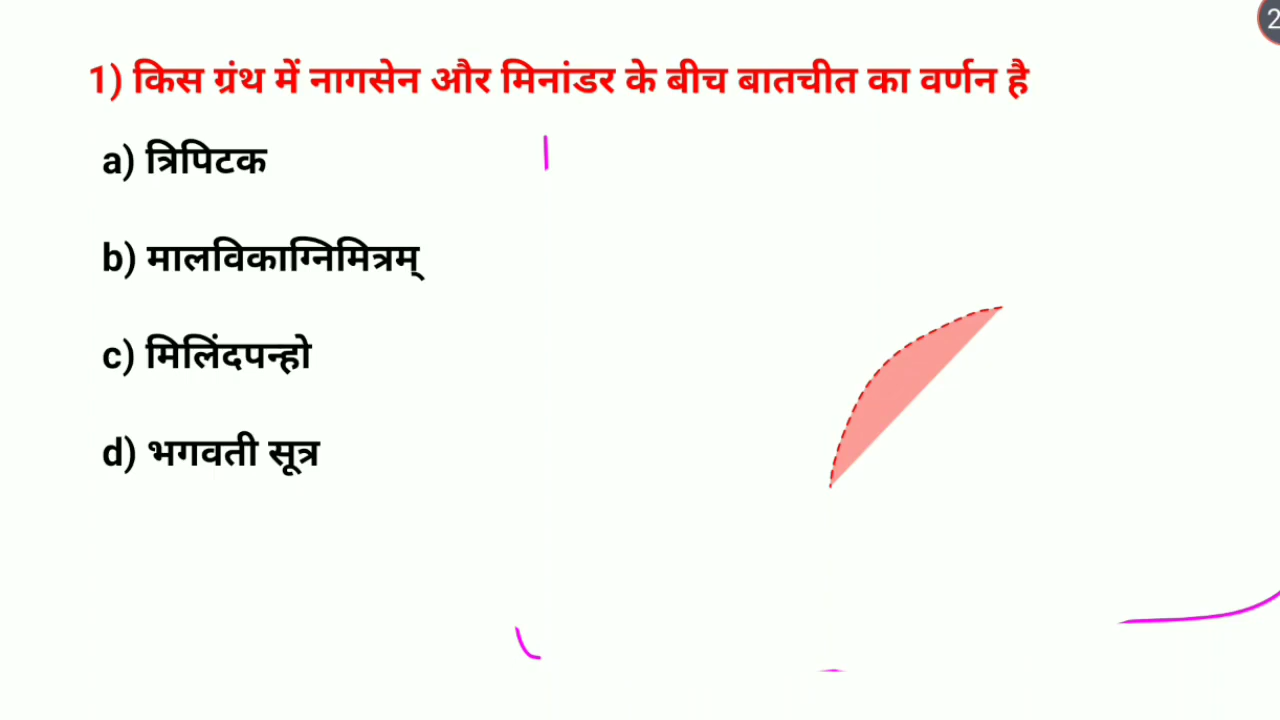 1) किस ग्रंथ में नागसेन और मिनांडर के बीच बातचीत का वर्णन है
a) त्रिपिटक
b) मालविकाग्निमित्रम्
c) मिलिंदपन्हो
d) भगवती सूत्र